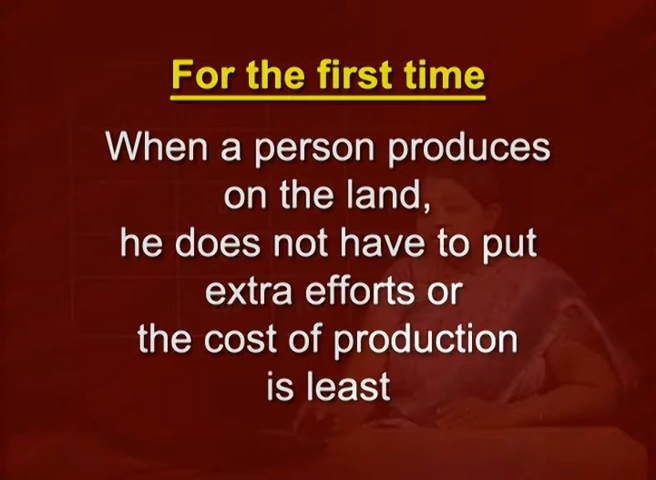 For the first time
When a person produces
on the land,
he does not have to put
extra efforts or
the cost of production
is least